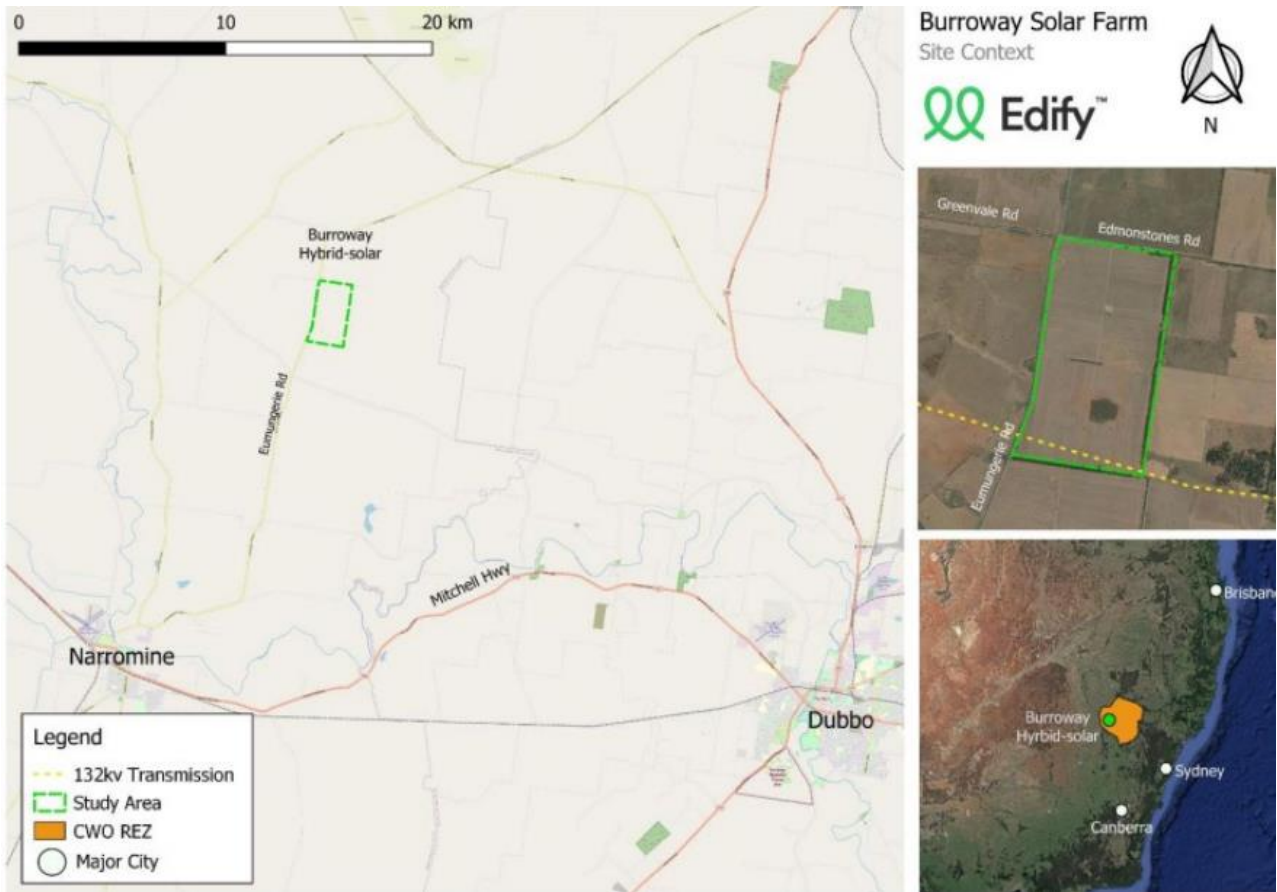 0
10
20 km
Burroway
Hybrid-solar
Eumungerie Rd
Mitchell Hwy
Narromine
Dubbo
Legend
132kv Transmission
Study Area
CWO REZ
Major City
Burroway Solar Farm
Site Context
Edify™
N
Greenvale Rd
Edmonstones Rd
Eumungerie Rd
Brisban
Burroway
Hyrbid-solar
Sydney
Canberra